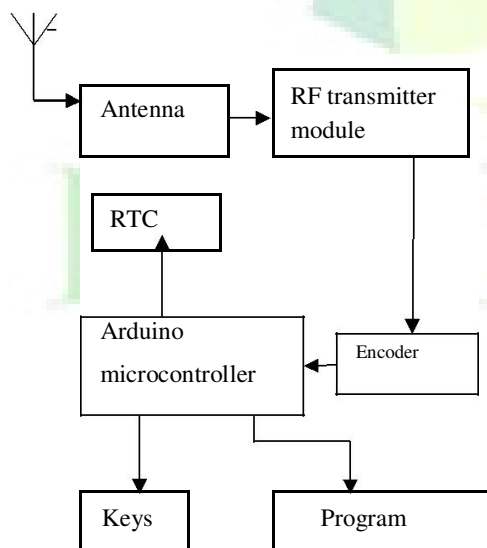 Antenna
RF transmitter
module
RTC
Arduino
microcontroller
Encoder
Keys
Program